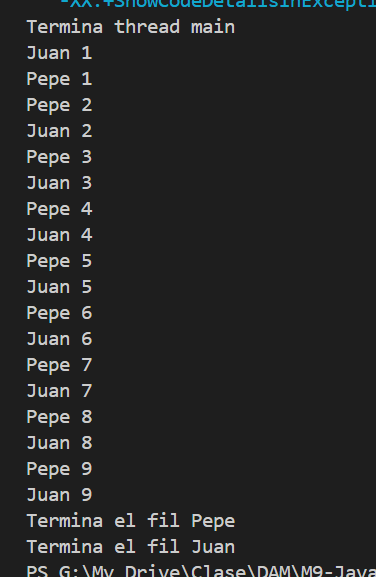 -XX:+ShowCodeDetailsInExcepti
Termina thread main
Juan 1
Pepe 1
Pepe 2
Juan 2
Pepe 3
Juan 3
Pepe 4
Juan 4
Pepe 5
Juan 5
Pepe 6
Juan 6
Pepe 7
Juan 7
Pepe 8
Juan 8
Pepe 9
Juan 9
Termina el fil Pepe
Termina el fil Juan
PS G:\My Drive\Clase\DAM\M9-Java